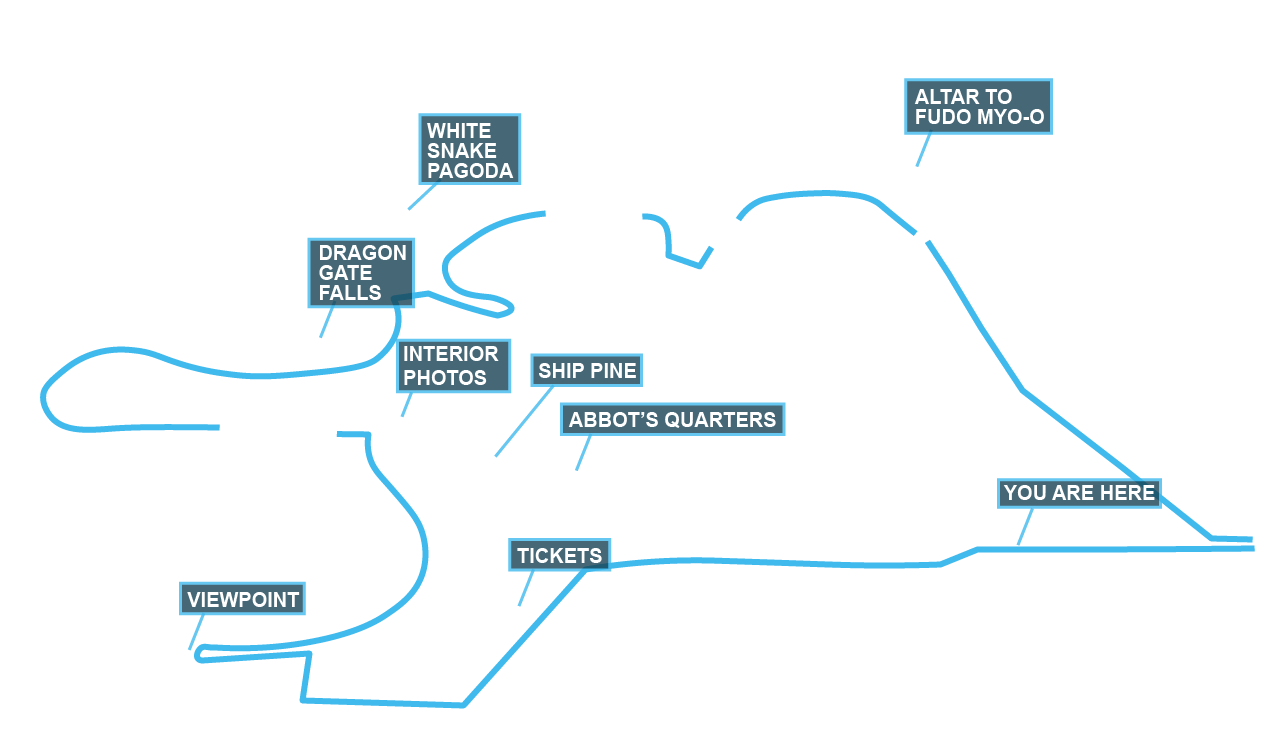 ALTAR TO
FUDO MYO-O
WHITE
SNAKE
PAGODA
DRAGON
GATE
FALLS
INTERIOR
PHOTOS
SHIP PINE
ABBOT’S QUARTERS
YOU ARE HERE
TICKETS
VIEWPOINT